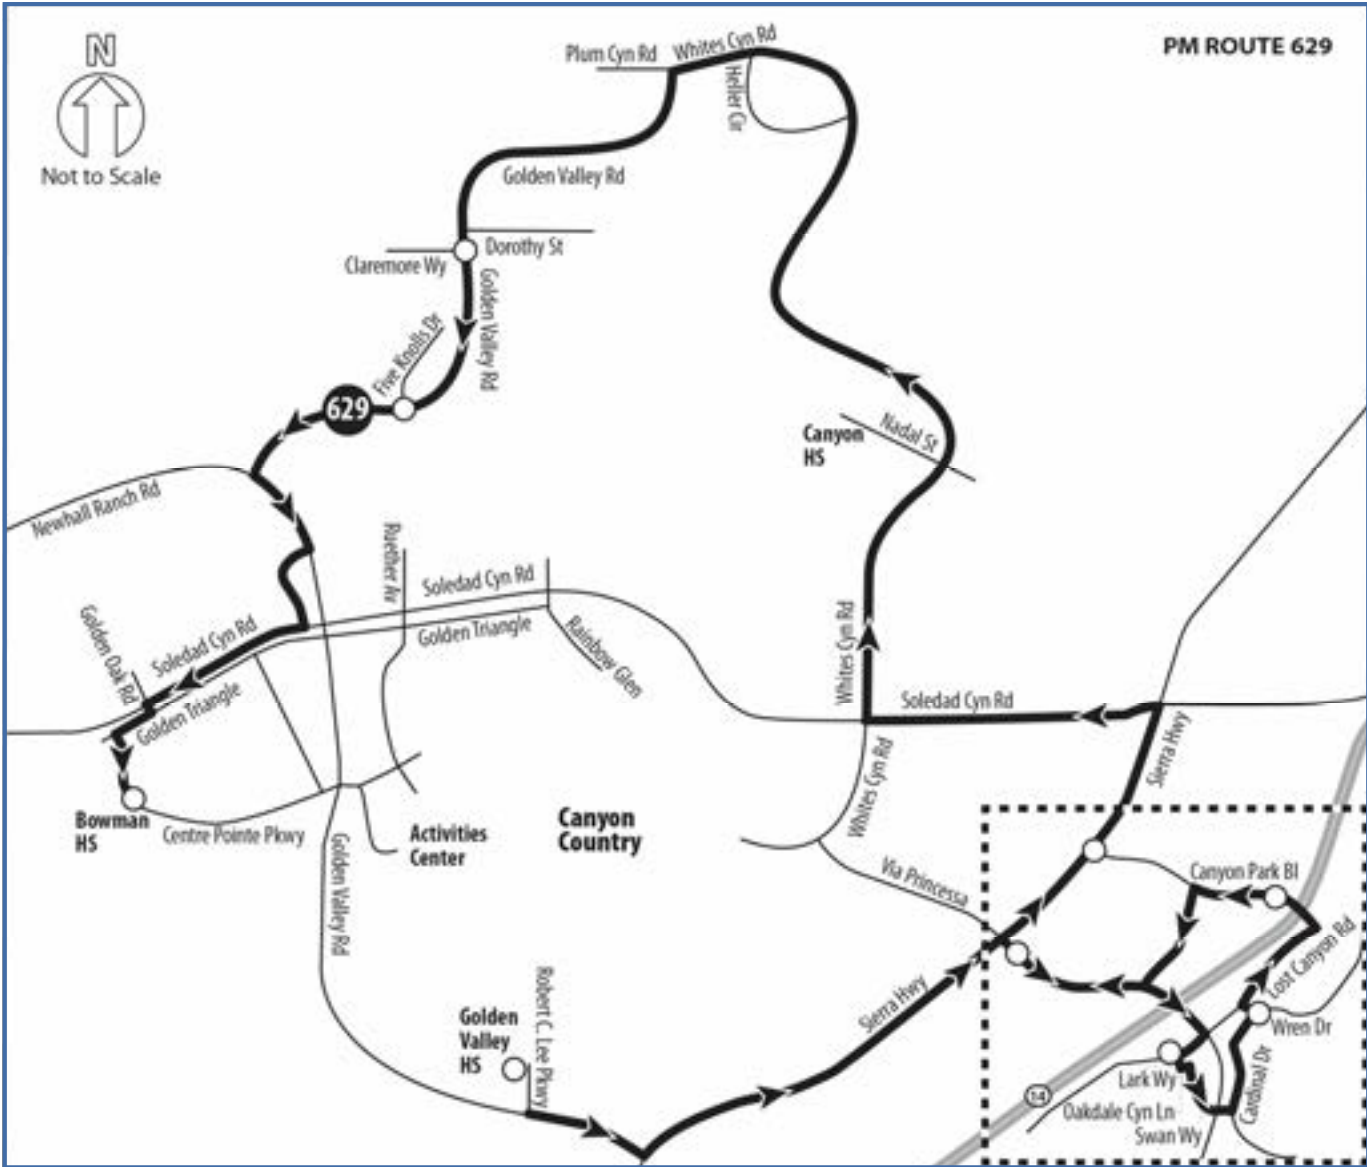 N
Not to Scale
PM ROUTE 629
Plum Cyn Rd
Whites Cyn Rd
Heller Cir
Golden Valley Rd
Dorothy St
Claremore Wy
Golden Valley Rd
Five Knolls Dr
629
Canyon
HS
Nadal St
Newhall Ranch Rd
Ruether Av
Soledad Cyn Rd
Golden Triangle
Rainbow Glen
Golden Oak Rd
Soledad Cyn Rd
Golden Triangle
Whites Cyn Rd
Soledad Cyn Rd
Sierra Hwy
Whites Cyn Rd
Bowman
HS
Centre Pointe Pkwy
Activities
Center
Canyon
Country
Golden Valley Rd
Via Princessa
Canyon Park Bl
Lost Canyon Rd
Golden
Valley
HS
Robert C. Lee Pkwy
Sierra Hwy
Wren Dr
Lark Wy
Cardinal Dr
14
Oakdale Cyn Ln
Swan Wy